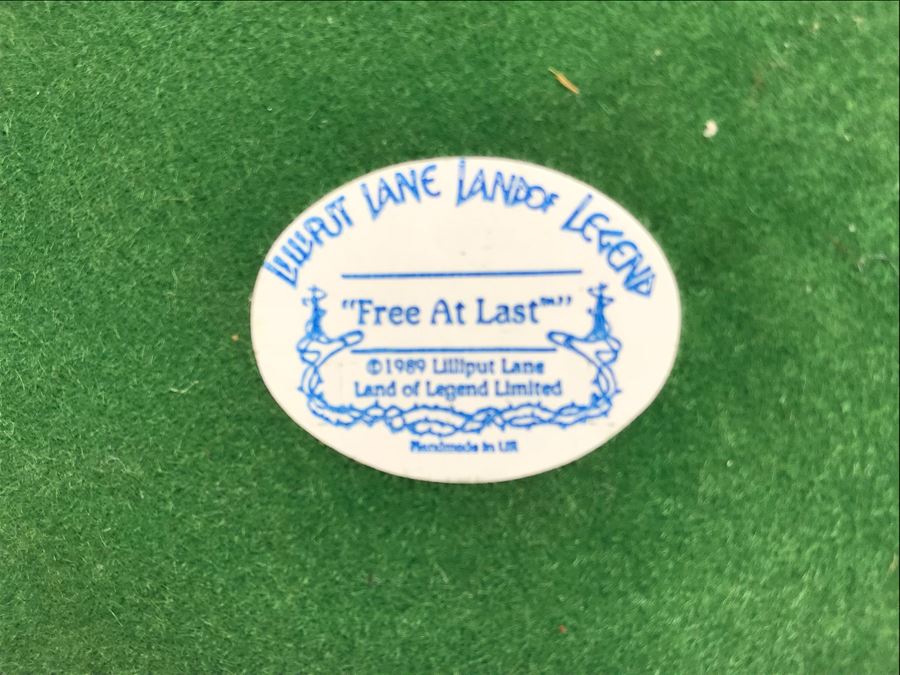 LILLIPUT LANE LAND OF LEGEND
"Free At Last™"
©1989 Lilliput Lane
Land of Legend Limited
Handmade in UK